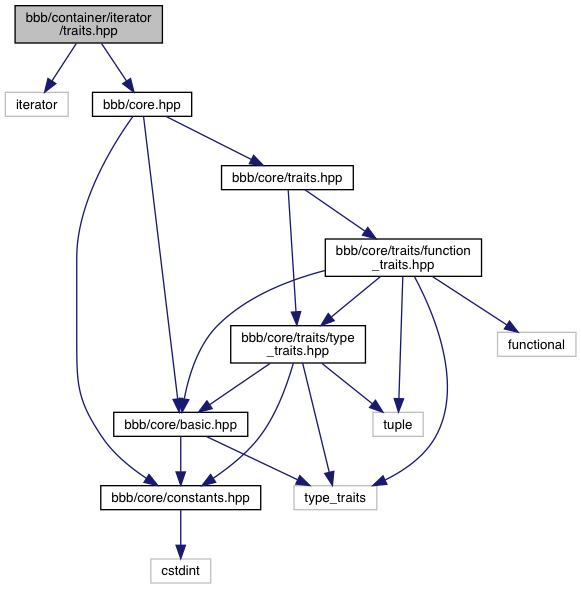 bbb/container/iterator
/traits.hpp
iterator
bbb/core.hpp
bbb/core/traits.hpp
bbb/core/traits/function
_traits.hpp
bbb/core/traits/type
_traits.hpp
functional
bbb/core/basic.hpp
tuple
bbb/core/constants.hpp
type_traits
cstdint